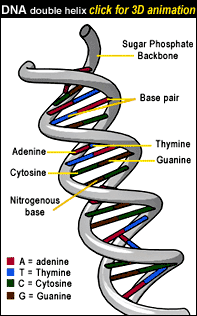 DNA double helix click for 3D animation
Sugar Phosphate
Backbone
Base pair
Adenine
Thymine
Guanine
Cytosine
Nitrogenous
base
A = adenine
T = Thymine
C = Cytosine
G = Guanine